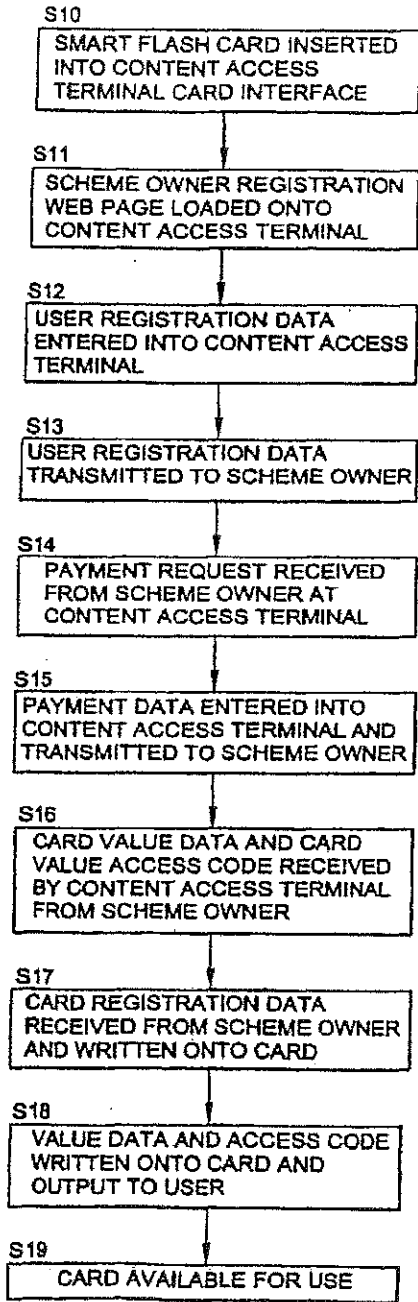 S10
SMART FLASH CARD INSERTED
INTO CONTENT ACCESS
TERMINAL CARD INTERFACE
S11
SCHEME OWNER REGISTRATION
WEB PAGE LOADED ONTO
CONTENT ACCESS TERMINAL
S12
USER REGISTRATION DATA
ENTERED INTO CONTENT ACCESS
TERMINAL
S13
USER REGISTRATION DATA
TRANSMITTED TO SCHEME OWNER
S14
PAYMENT REQUEST RECEIVED
FROM SCHEME OWNER AT
CONTENT ACCESS TERMINAL
S15
PAYMENT DATA ENTERED INTO
CONTENT ACCESS TERMINAL AND
TRANSMITTED TO SCHEME OWNER
S16
CARD VALUE DATA AND CARD
VALUE ACCESS CODE RECEIVED
BY CONTENT ACCESS TERMINAL
FROM SCHEME OWNER
S17
CARD REGISTRATION DATA
RECEIVED FROM SCHEME OWNER
AND WRITTEN ONTO CARD
S18
VALUE DATA AND ACCESS CODE
WRITTEN ONTO CARD AND
OUTPUT TO USER
S19
CARD AVAILABLE FOR USE